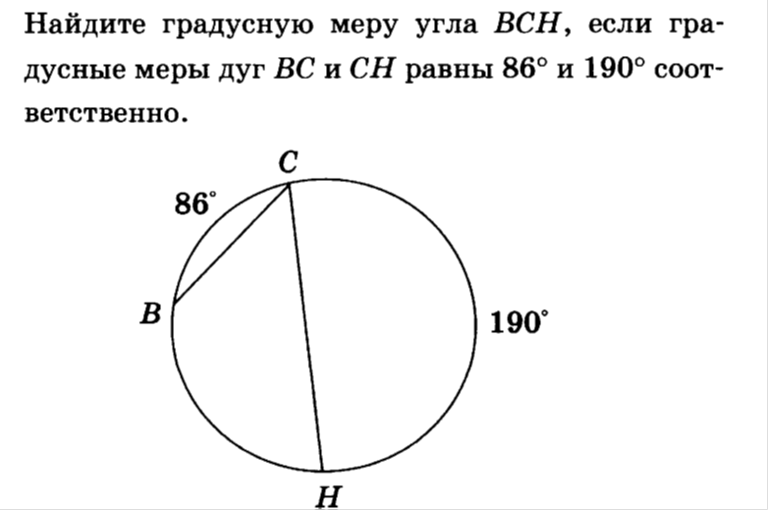 Найдите градусную меру угла BCH, если гра-
дусные меры дуг BC и CH равны 86° и 190° соот-
ветственно.
C
86°
B
190°
H